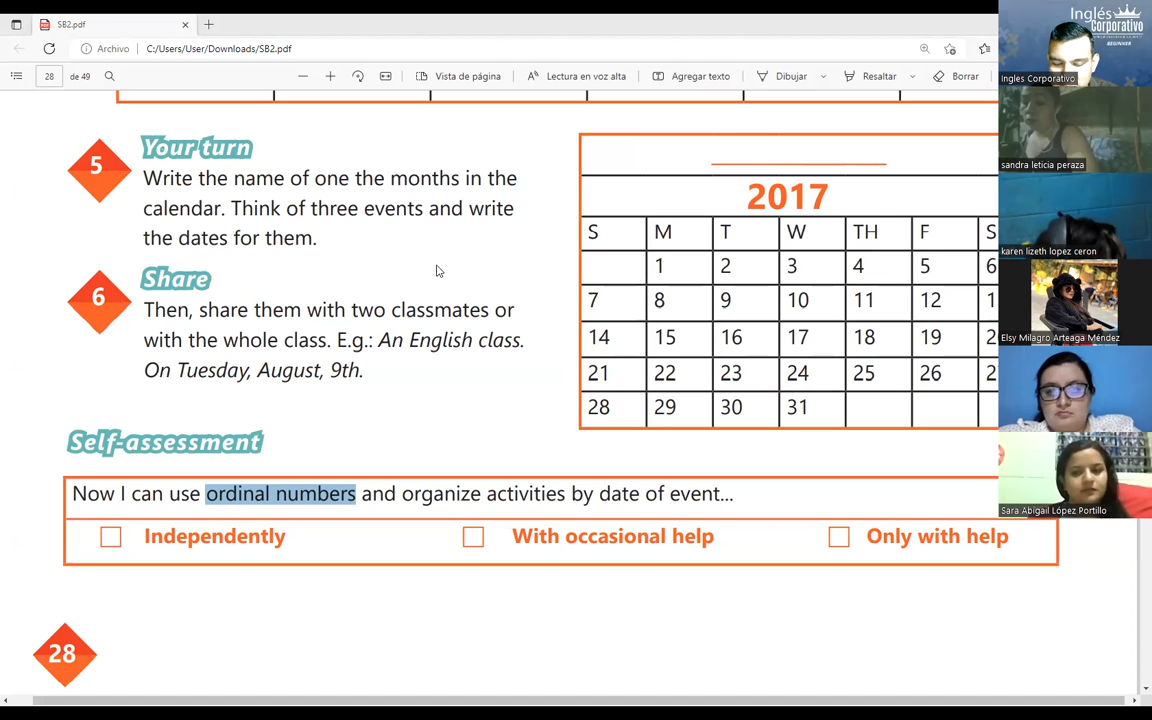 SB2.pdf
Archivo
C:/Users/User/Downloads/SB2.pdf
28
de 49
Vista de página
Lectura en voz alta
Agregar texto
Dibujar
Resaltar
Borrar
5
Your turn
Write the name of one the months in the
calendar. Think of three events and write
the dates for them.
6
Share
Then, share them with two classmates or
with the whole class. E.g.: An English class.
On Tuesday, August, 9th.
2017
S M T W TH F S
1 2 3 4 5 6
7 8 9 10 11 12 1
14 15 16 17 18 19 2
21 22 23 24 25 26 2
28 29 30 31
Self-assessment
Now I can use ordinal numbers and organize activities by date of event...
Independently
With occasional help
Only with help
28
Inglés
Corporativo
BEGINNER
Ingles Corporativo
sandra leticia peraza
karen lizeth lopez ceron
Elsy Milagro Arteaga Méndez
Sara Abigail López Portillo